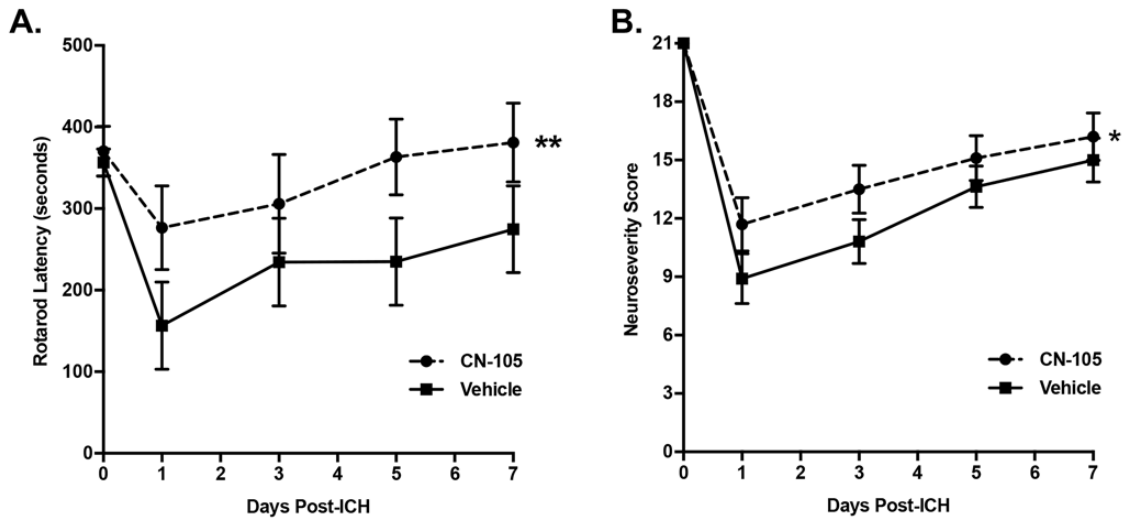 A.
Rotarod Latency (seconds)
500
400
300
200
100
0
**
CN-105
Vehicle
0 1 2 3 4 5 6 7
Days Post-ICH
B.
Neuroseverity Score
21
18
15
12
9
6
3
0
*
CN-105
Vehicle
0 1 2 3 4 5 6 7
Days Post-ICH